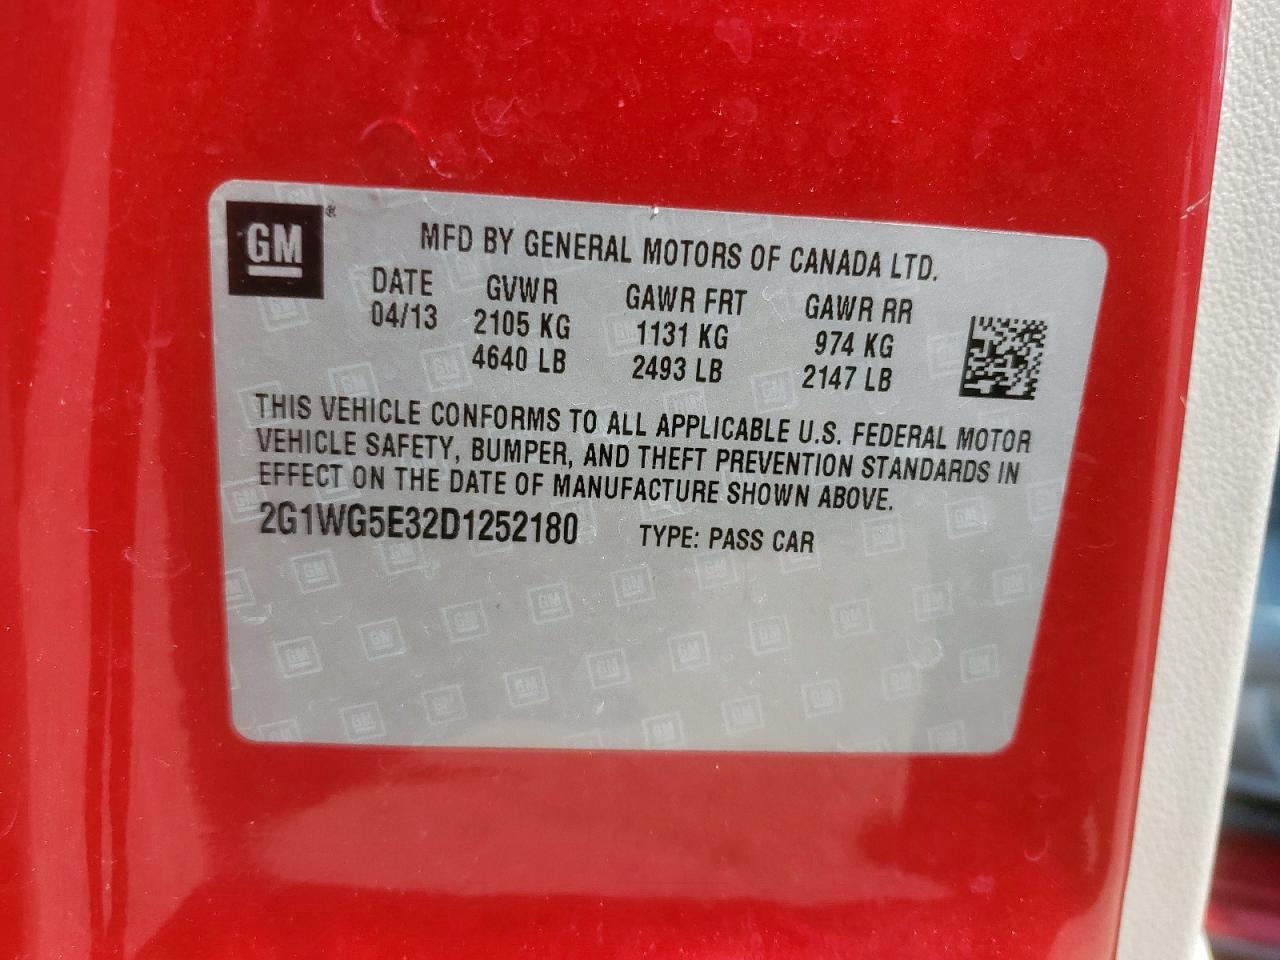 GM
MFD BY GENERAL MOTORS OF CANADA LTD.
DATE GVWR GAWR FRT GAWR RR
04/13 2105 KG 1131 KG 974 KG
4640 LB 2493 LB 2147 LB
THIS VEHICLE CONFORMS TO ALL APPLICABLE U.S. FEDERAL MOTOR
VEHICLE SAFETY, BUMPER, AND THEFT PREVENTION STANDARDS IN
EFFECT ON THE DATE OF MANUFACTURE SHOWN ABOVE.
2G1WG5E32D1252180 TYPE: PASS CAR